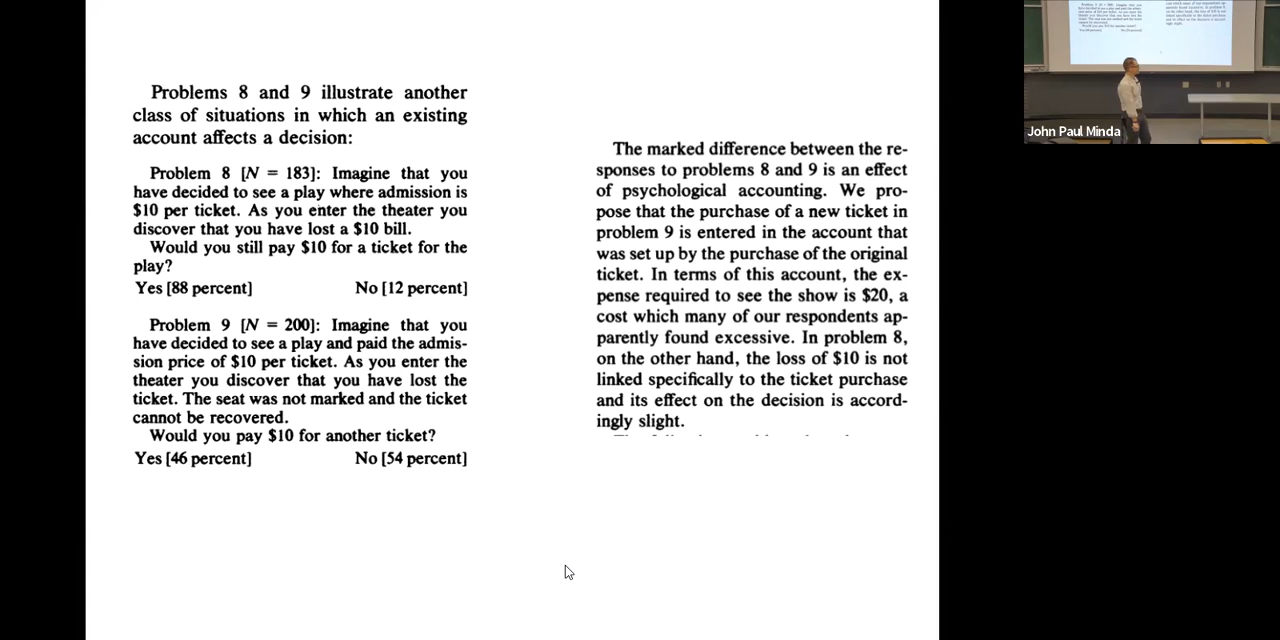 Problems 8 and 9 illustrate another
class of situations in which an existing
account affects a decision:
Problem 8 [N = 183]: Imagine that you
have decided to see a play where admission is
$10 per ticket. As you enter the theater you
discover that you have lost a $10 bill.
Would you still pay $10 for a ticket for the
play?
Yes [88 percent] No [12 percent]
Problem 9 [N = 200]: Imagine that you
have decided to see a play and paid the admis-
sion price of $10 per ticket. As you enter the
theater you discover that you have lost the
ticket. The seat was not marked and the ticket
cannot be recovered.
Would you pay $10 for another ticket?
Yes [46 percent] No [54 percent]
The marked difference between the re-
sponses to problems 8 and 9 is an effect
of psychological accounting. We pro-
pose that the purchase of a new ticket in
problem 9 is entered in the account that
was set up by the purchase of the original
ticket. In terms of this account, the ex-
pense required to see the show is $20, a
cost which many of our respondents ap-
parently found excessive. In problem 8,
on the other hand, the loss of $10 is not
linked specifically to the ticket purchase
and its effect on the decision is accord-
ingly slight.
John Paul Minda